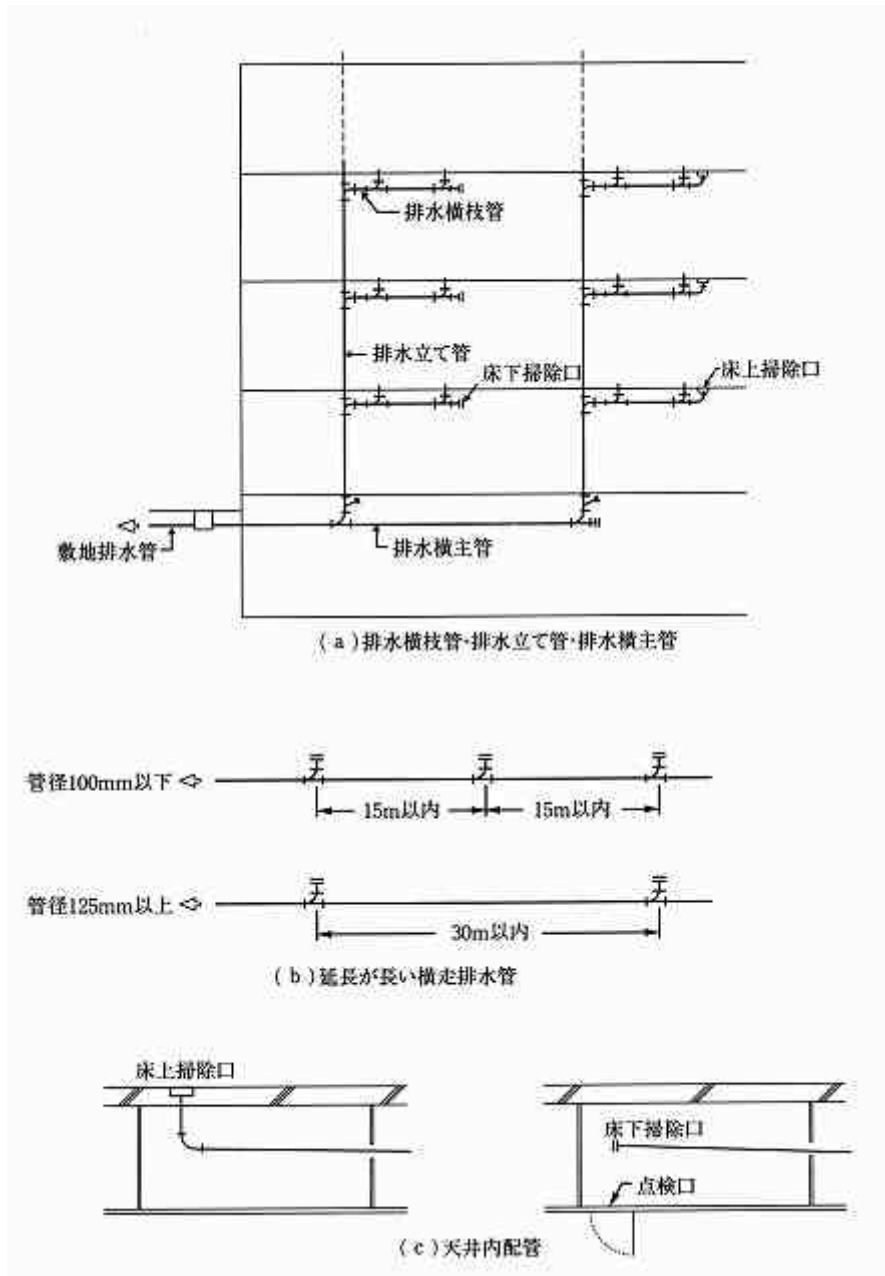 排水横枝管
排水立て管
床下掃除口
床上掃除口
敷地排水管
排水横主管
(a)排水横枝管・排水立て管・排水横主管
管径100mm以下
15m以内
15m以内
管径125mm以上
30m以内
(b)延長が長い横走排水管
床上掃除口
床下掃除口
点検口
(c)天井内配管